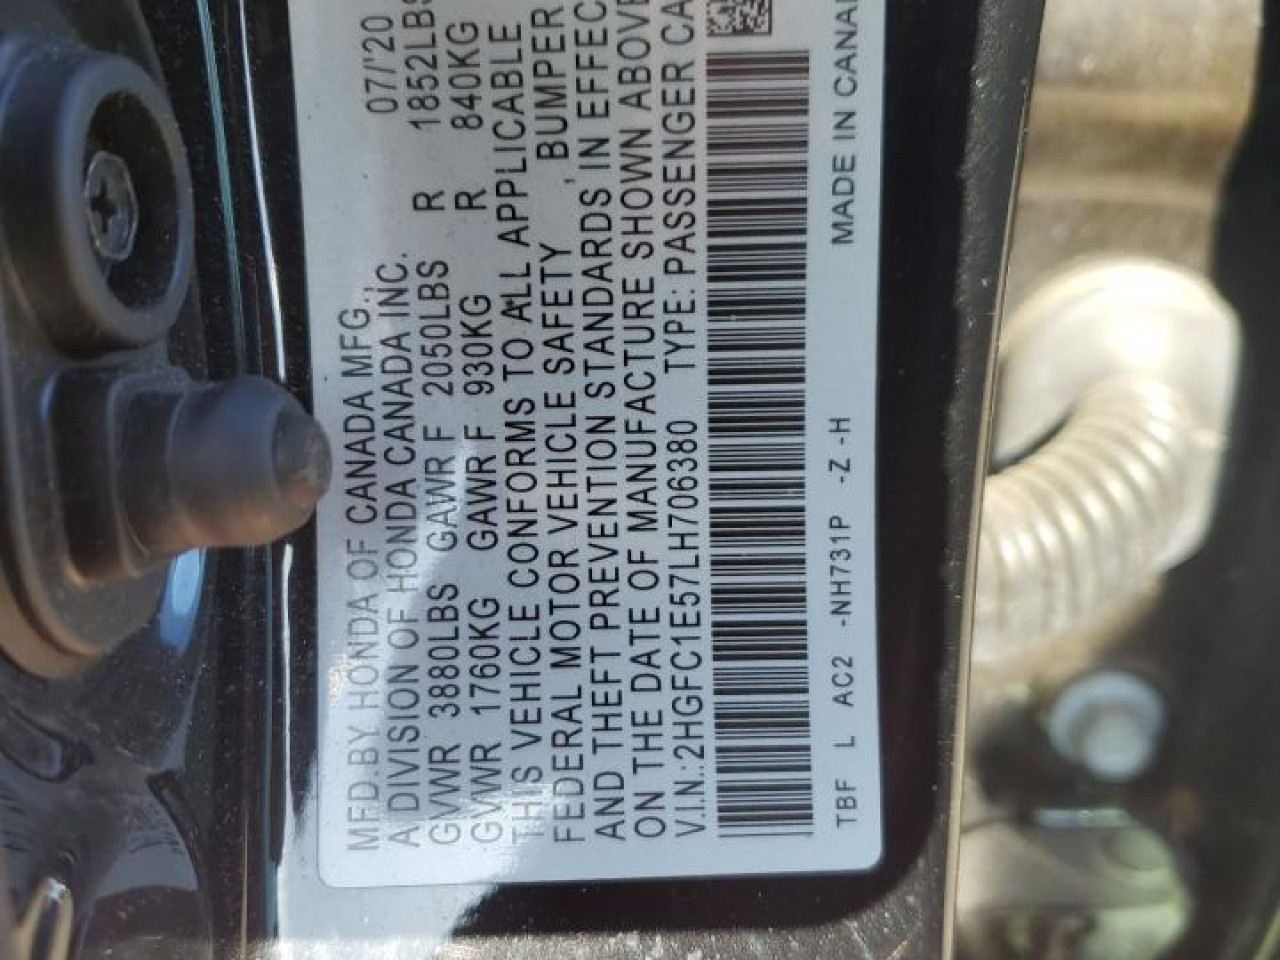 MFD.BY HONDA OF CANADA MFG., 07/'20
A DIVISION OF HONDA CANADA INC.
GVWR 3880LBS GAWR F 2050LBS R 1852LBS
GVWR 1760KG GAWR F 930KG R 840KG
THIS VEHICLE CONFORMS TO ALL APPLICABLE
FEDERAL MOTOR VEHICLE SAFETY , BUMPER
AND THEFT PREVENTION STANDARDS IN EFFEC
ON THE DATE OF MANUFACTURE SHOWN ABOVE
V.I.N.:2HGFC1E57LH706380 TYPE: PASSENGER CA
TBF L AC2 -NH731P -Z -H MADE IN CANA